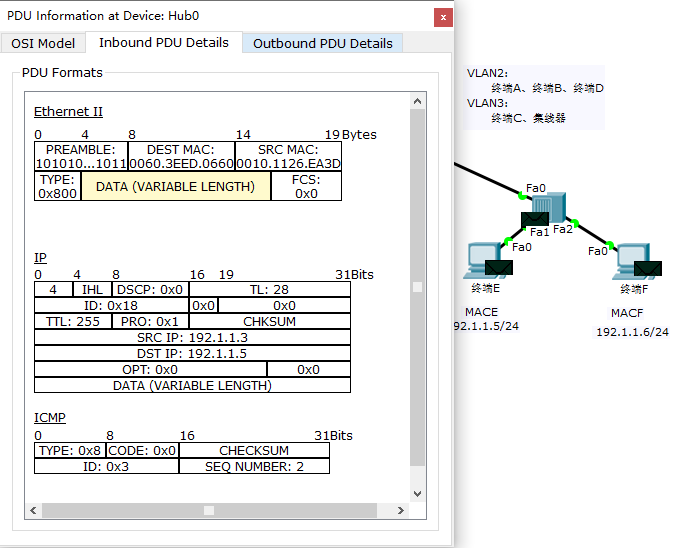 PDU Information at Device: Hub0
x
OSI Model
Inbound PDU Details
Outbound PDU Details
PDU Formats
Ethernet II
0 4 8 14 19 Bytes
PREAMBLE: 101010...1011
DEST MAC: 0060.3EED.0660
SRC MAC: 0010.1126.EA3D
TYPE: 0x800
DATA (VARIABLE LENGTH)
FCS: 0x0
IP
0 4 8 16 19 31 Bits
4 IHL DSCP: 0x0 TL: 28
ID: 0x18 0x0 0x0
TTL: 255 PRO: 0x1 CHKSUM
SRC IP: 192.1.1.3
DST IP: 192.1.1.5
OPT: 0x0 0x0
DATA (VARIABLE LENGTH)
ICMP
0 8 16 31 Bits
TYPE: 0x8 CODE: 0x0 CHECKSUM
ID: 0x3 SEQ NUMBER: 2
VLAN2：
终端A、终端B、终端D
VLAN3：
终端C、集线器
Fa0
Fa1 Fa2
Fa0
Fa0
终端E
终端F
MACE
MACF
92.1.1.5/24
192.1.1.6/24